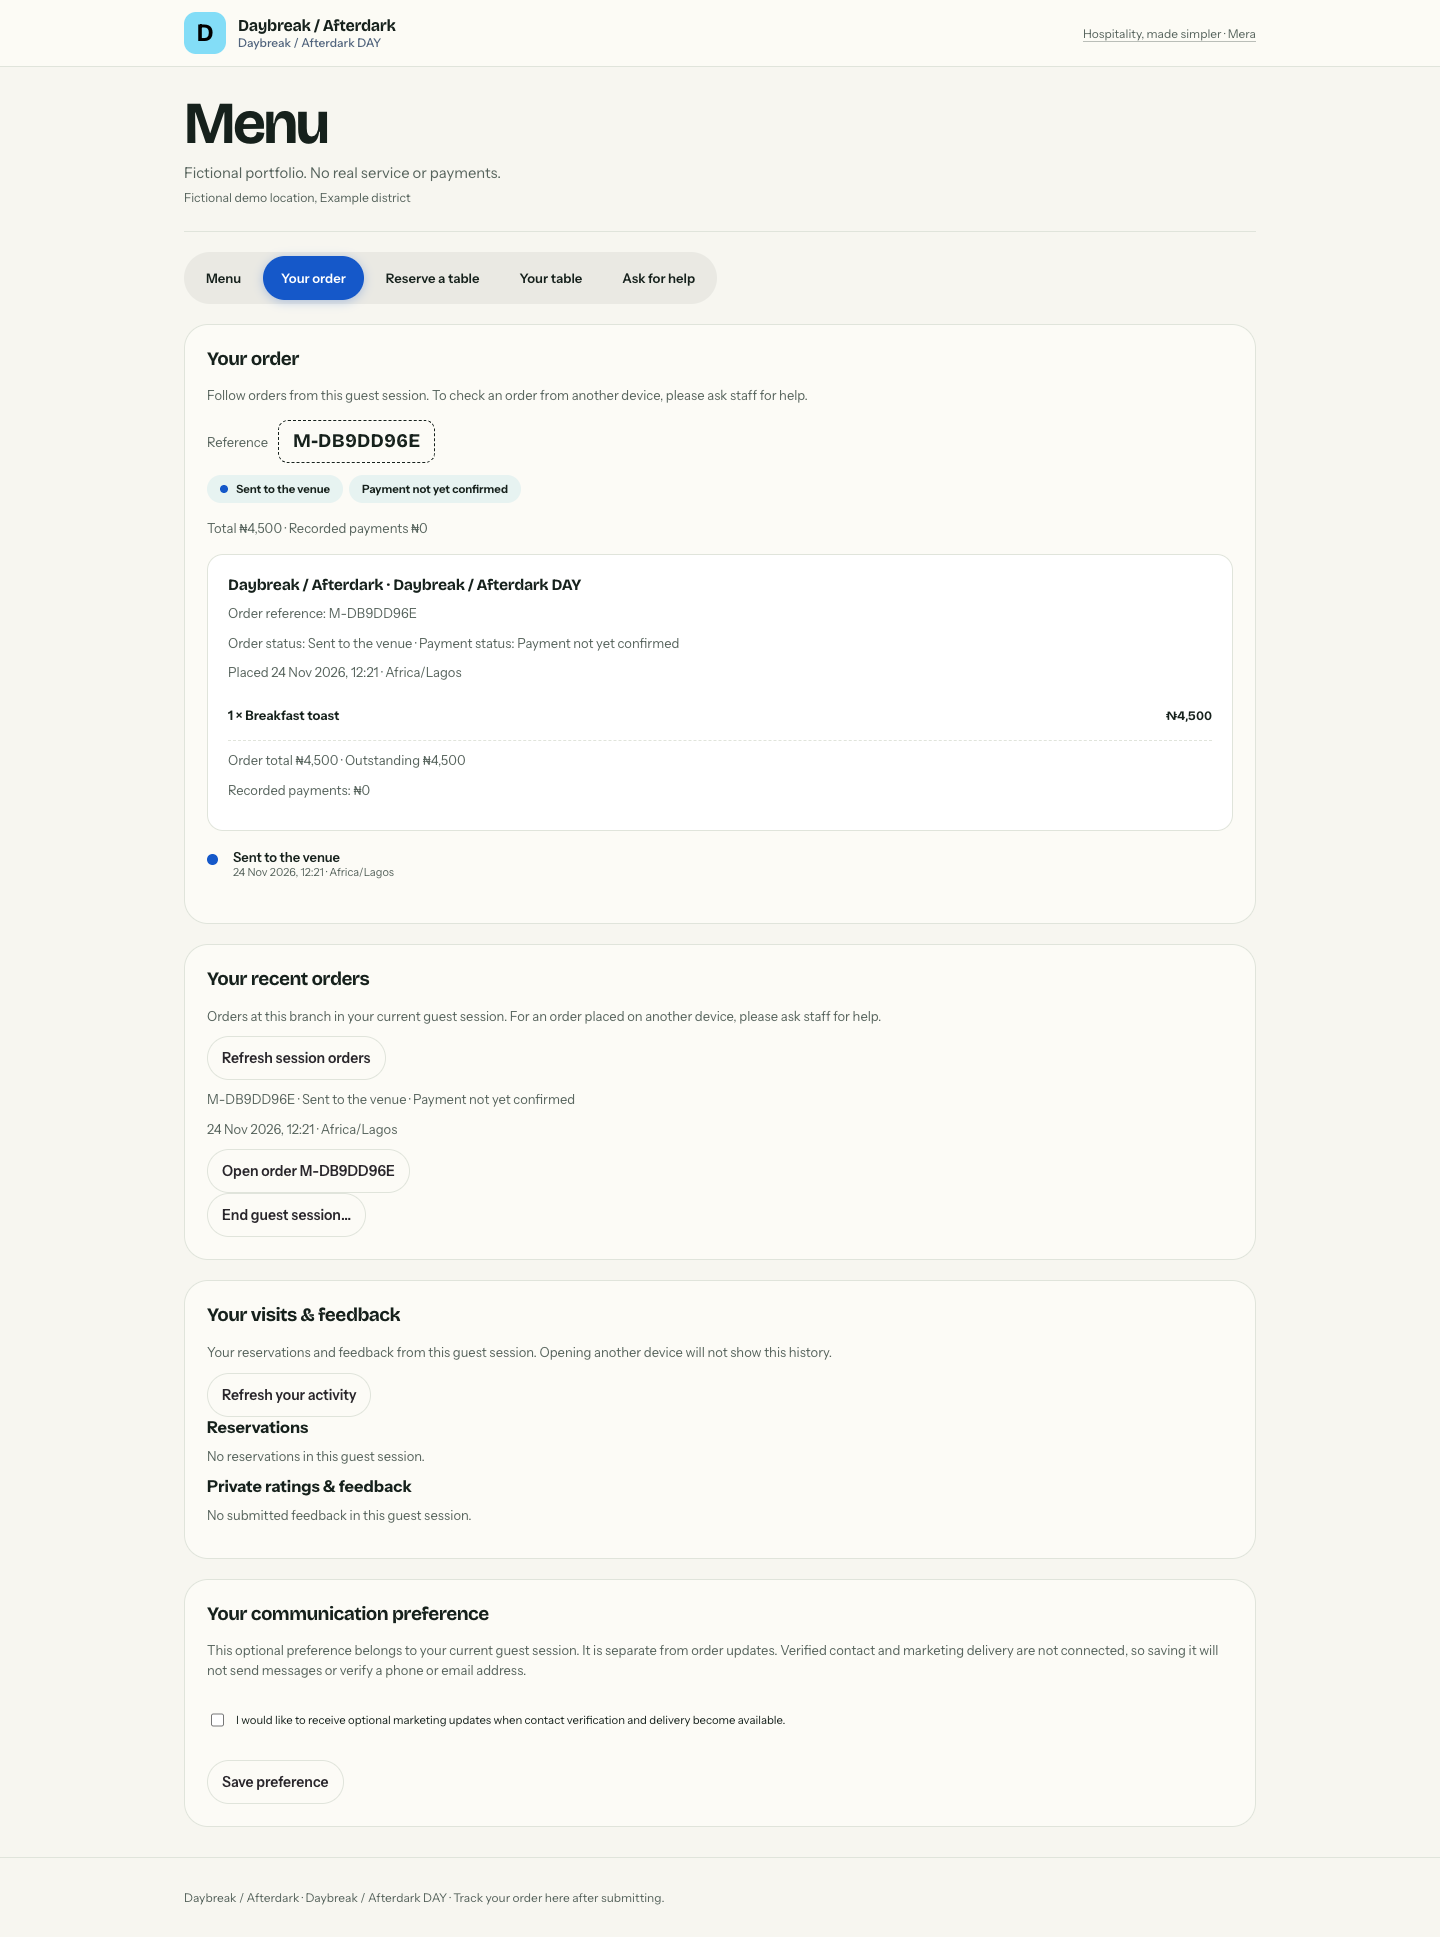 D
Daybreak / Afterdark
Daybreak / Afterdark DAY
Hospitality, made simpler · Mera
Menu
Fictional portfolio. No real service or payments.
Fictional demo location, Example district
Menu
Your order
Reserve a table
Your table
Ask for help
Your order
Follow orders from this guest session. To check an order from another device, please ask staff for help.
Reference M-DB9DD96E
Sent to the venue
Payment not yet confirmed
Total ₦4,500 · Recorded payments ₦0
Daybreak / Afterdark · Daybreak / Afterdark DAY
Order reference: M-DB9DD96E
Order status: Sent to the venue · Payment status: Payment not yet confirmed
Placed 24 Nov 2026, 12:21 · Africa/Lagos
1 × Breakfast toast ₦4,500
Order total ₦4,500 · Outstanding ₦4,500
Recorded payments: ₦0
Sent to the venue
24 Nov 2026, 12:21 · Africa/Lagos
Your recent orders
Orders at this branch in your current guest session. For an order placed on another device, please ask staff for help.
Refresh session orders
M-DB9DD96E · Sent to the venue · Payment not yet confirmed
24 Nov 2026, 12:21 · Africa/Lagos
Open order M-DB9DD96E
End guest session…
Your visits & feedback
Your reservations and feedback from this guest session. Opening another device will not show this history.
Refresh your activity
Reservations
No reservations in this guest session.
Private ratings & feedback
No submitted feedback in this guest session.
Your communication preference
This optional preference belongs to your current guest session. It is separate from order updates. Verified contact and marketing delivery are not connected, so saving it will
not send messages or verify a phone or email address.
I would like to receive optional marketing updates when contact verification and delivery become available.
Save preference
Daybreak / Afterdark · Daybreak / Afterdark DAY · Track your order here after submitting.